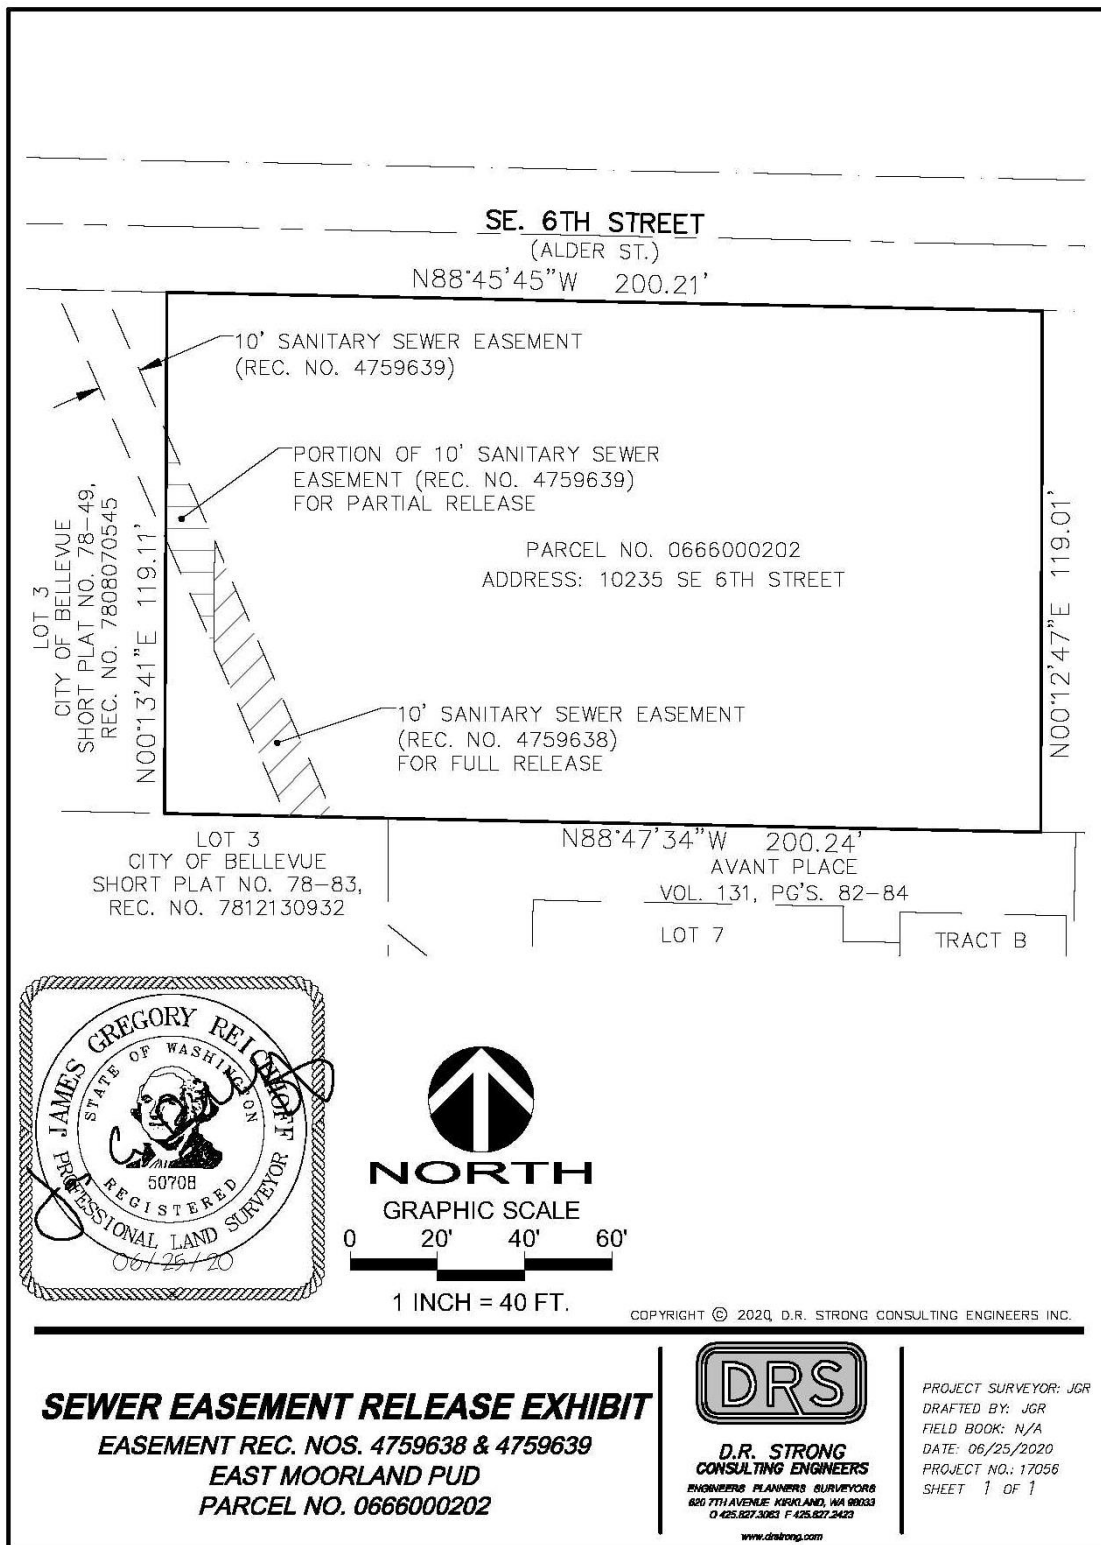 SE. 6TH STREET
(ALDER ST.)
N88°45'45"W 200.21'
10' SANITARY SEWER EASEMENT
(REC. NO. 4759639)
PORTION OF 10' SANITARY SEWER
EASEMENT (REC. NO. 4759639)
FOR PARTIAL RELEASE
PARCEL NO. 0666000202
ADDRESS: 10235 SE 6TH STREET
LOT 3
CITY OF BELLEVUE
SHORT PLAT NO. 78-49,
REC. NO. 7808070545
N00°13'41"E 119.11'
N00°12'47"E 119.01'
10' SANITARY SEWER EASEMENT
(REC. NO. 4759638)
FOR FULL RELEASE
LOT 3
CITY OF BELLEVUE
SHORT PLAT NO. 78-83,
REC. NO. 7812130932
N88°47'34"W 200.24'
AVANT PLACE
VOL. 131, PG'S. 82-84
LOT 7
TRACT B
JAMES GREGORY REICHHOFF
STATE OF WASHINGTON
50708
REGISTERED
PROFESSIONAL LAND SURVEYOR
06/25/20
NORTH
GRAPHIC SCALE
0 20' 40' 60'
1 INCH = 40 FT.
COPYRIGHT © 2020, D.R. STRONG CONSULTING ENGINEERS INC.
SEWER EASEMENT RELEASE EXHIBIT
EASEMENT REC. NOS. 4759638 & 4759639
EAST MOORLAND PUD
PARCEL NO. 0666000202
DRS
D.R. STRONG
CONSULTING ENGINEERS
ENGINEERS PLANNERS SURVEYORS
620 7TH AVENUE KIRKLAND, WA 98033
O 425.827.3063 F 425.827.2423
www.drstrong.com
PROJECT SURVEYOR: JGR
DRAFTED BY: JGR
FIELD BOOK: N/A
DATE: 06/25/2020
PROJECT NO.: 17056
SHEET 1 OF 1